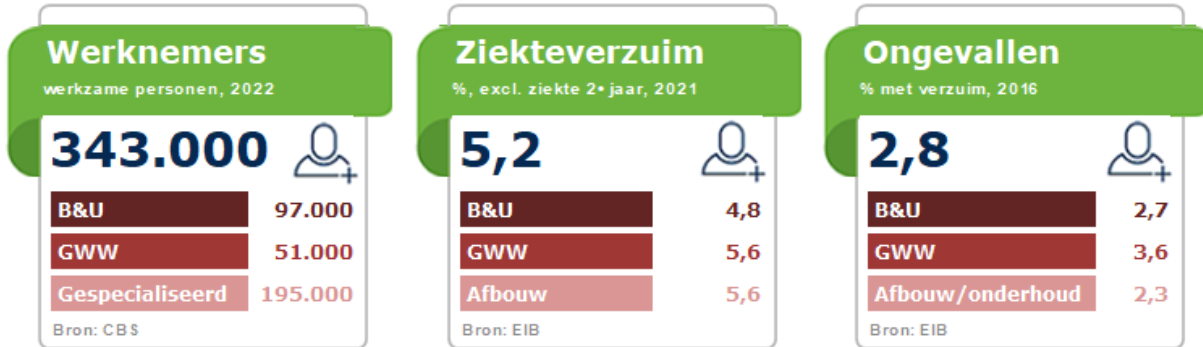 Werknemers
werkzame personen, 2022
343.000
B&U 97.000
GWW 51.000
Gespecialiseerd 195.000
Bron: CBS
Ziekteverzuim
%, excl. ziekte 2• jaar, 2021
5,2
B&U 4,8
GWW 5,6
Afbouw 5,6
Bron: EIB
Ongevallen
% met verzuim, 2016
2,8
B&U 2,7
GWW 3,6
Afbouw/onderhoud 2,3
Bron: EIB